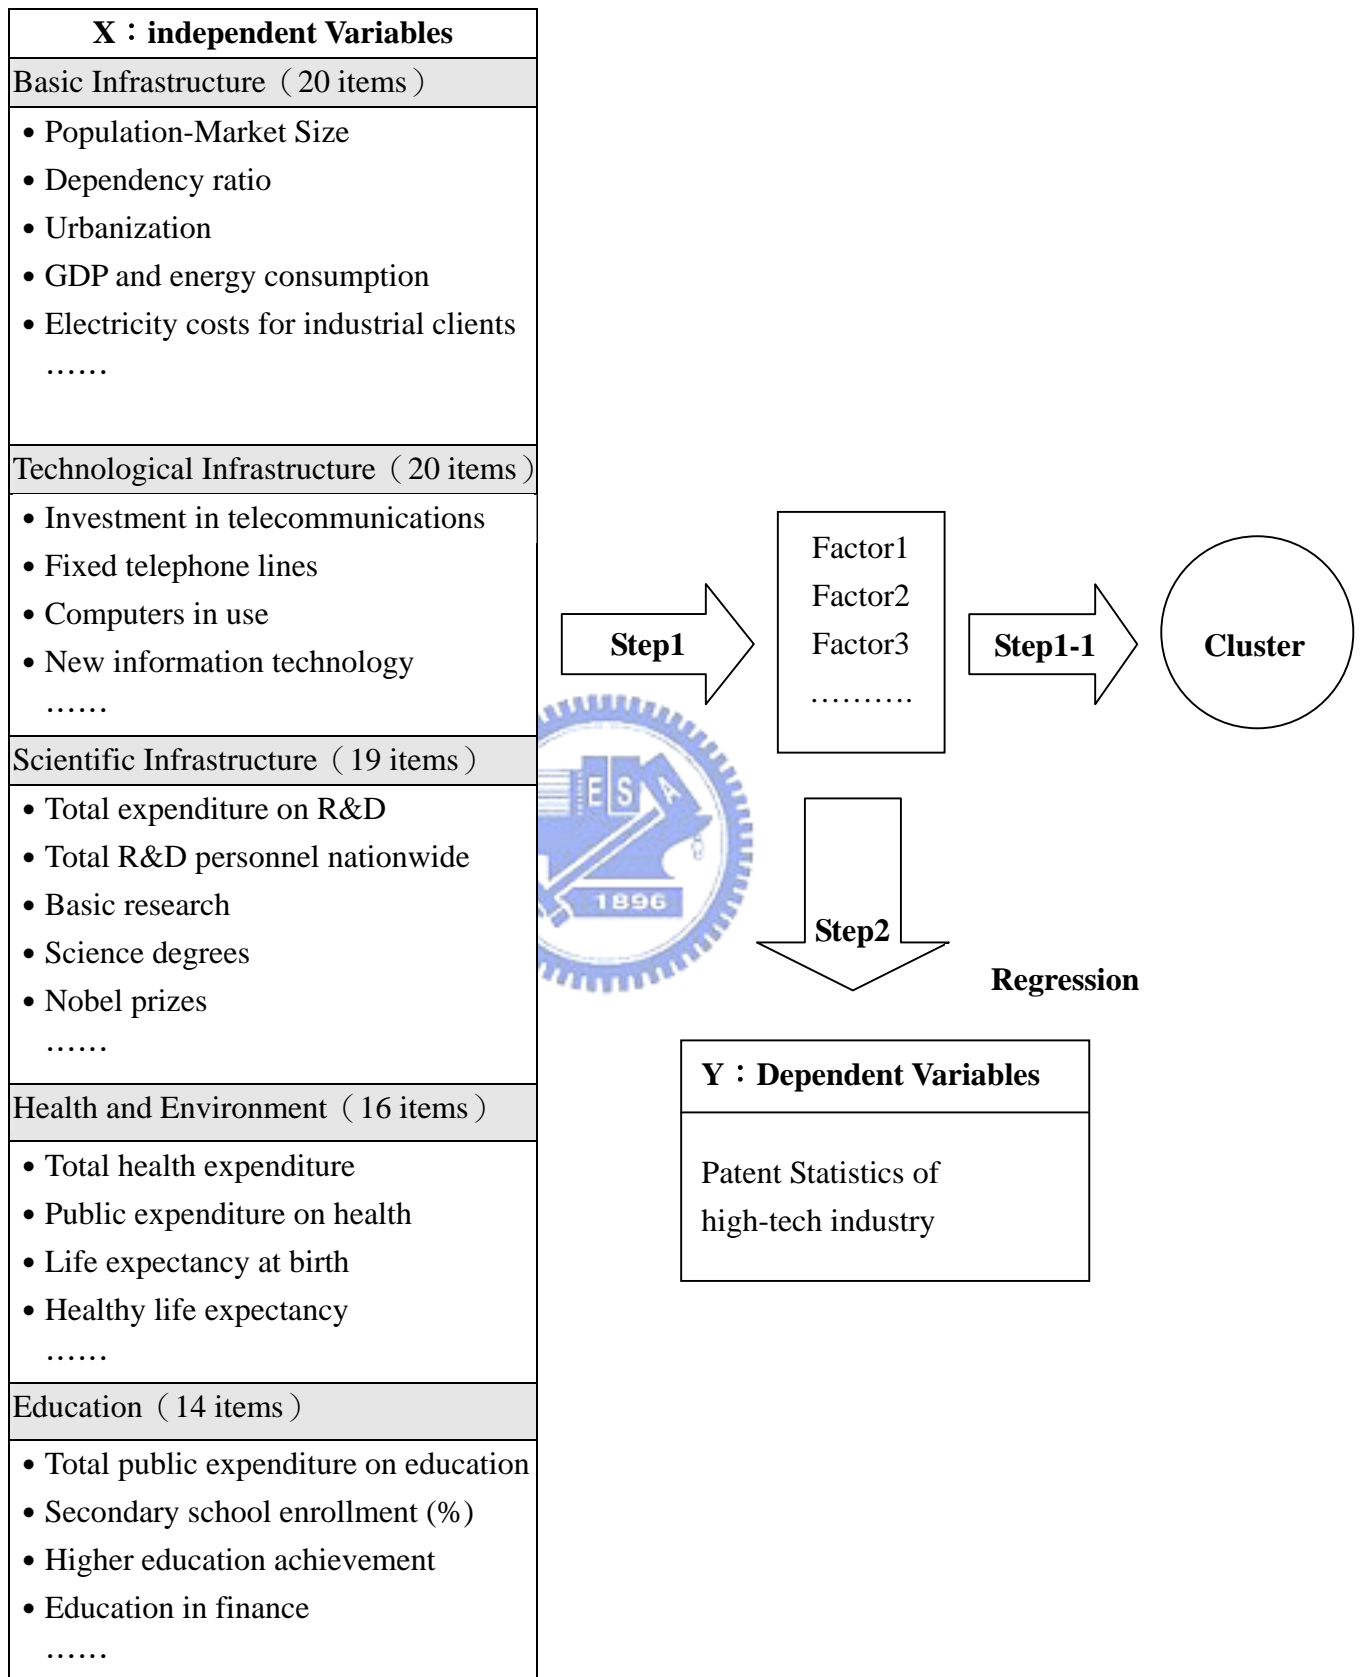 X：independent Variables
Basic Infrastructure（20 items）
• Population-Market Size
• Dependency ratio
• Urbanization
• GDP and energy consumption
• Electricity costs for industrial clients
……
Technological Infrastructure（20 items）
• Investment in telecommunications
• Fixed telephone lines
• Computers in use
• New information technology
……
Scientific Infrastructure（19 items）
• Total expenditure on R&D
• Total R&D personnel nationwide
• Basic research
• Science degrees
• Nobel prizes
……
Health and Environment（16 items）
• Total health expenditure
• Public expenditure on health
• Life expectancy at birth
• Healthy life expectancy
……
Education（14 items）
• Total public expenditure on education
• Secondary school enrollment (%)
• Higher education achievement
• Education in finance
……
Step1
Factor1
Factor2
Factor3
……….
Step1-1
Cluster
E S A
1896
Step2
Regression
Y：Dependent Variables
Patent Statistics of
high-tech industry